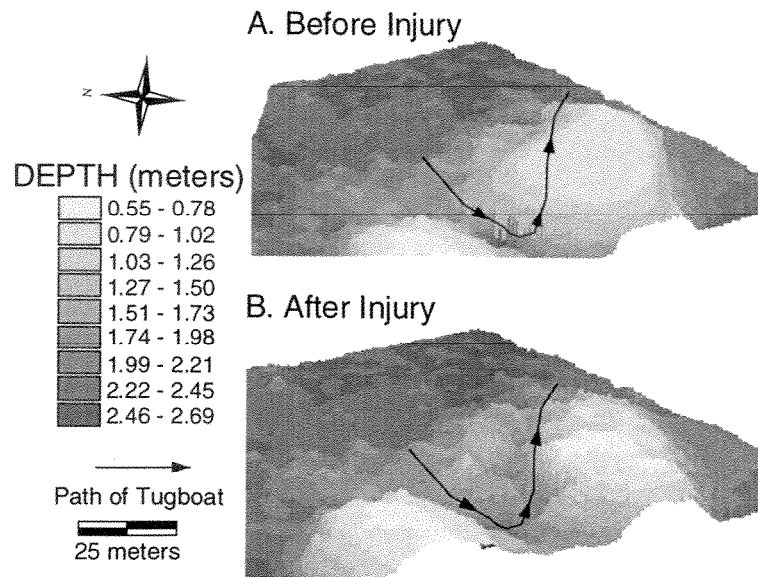 A. Before Injury
N
DEPTH (meters)
0.55 - 0.78
0.79 - 1.02
1.03 - 1.26
1.27 - 1.50
1.51 - 1.73
1.74 - 1.98
1.99 - 2.21
2.22 - 2.45
2.46 - 2.69
B. After Injury
Path of Tugboat
25 meters